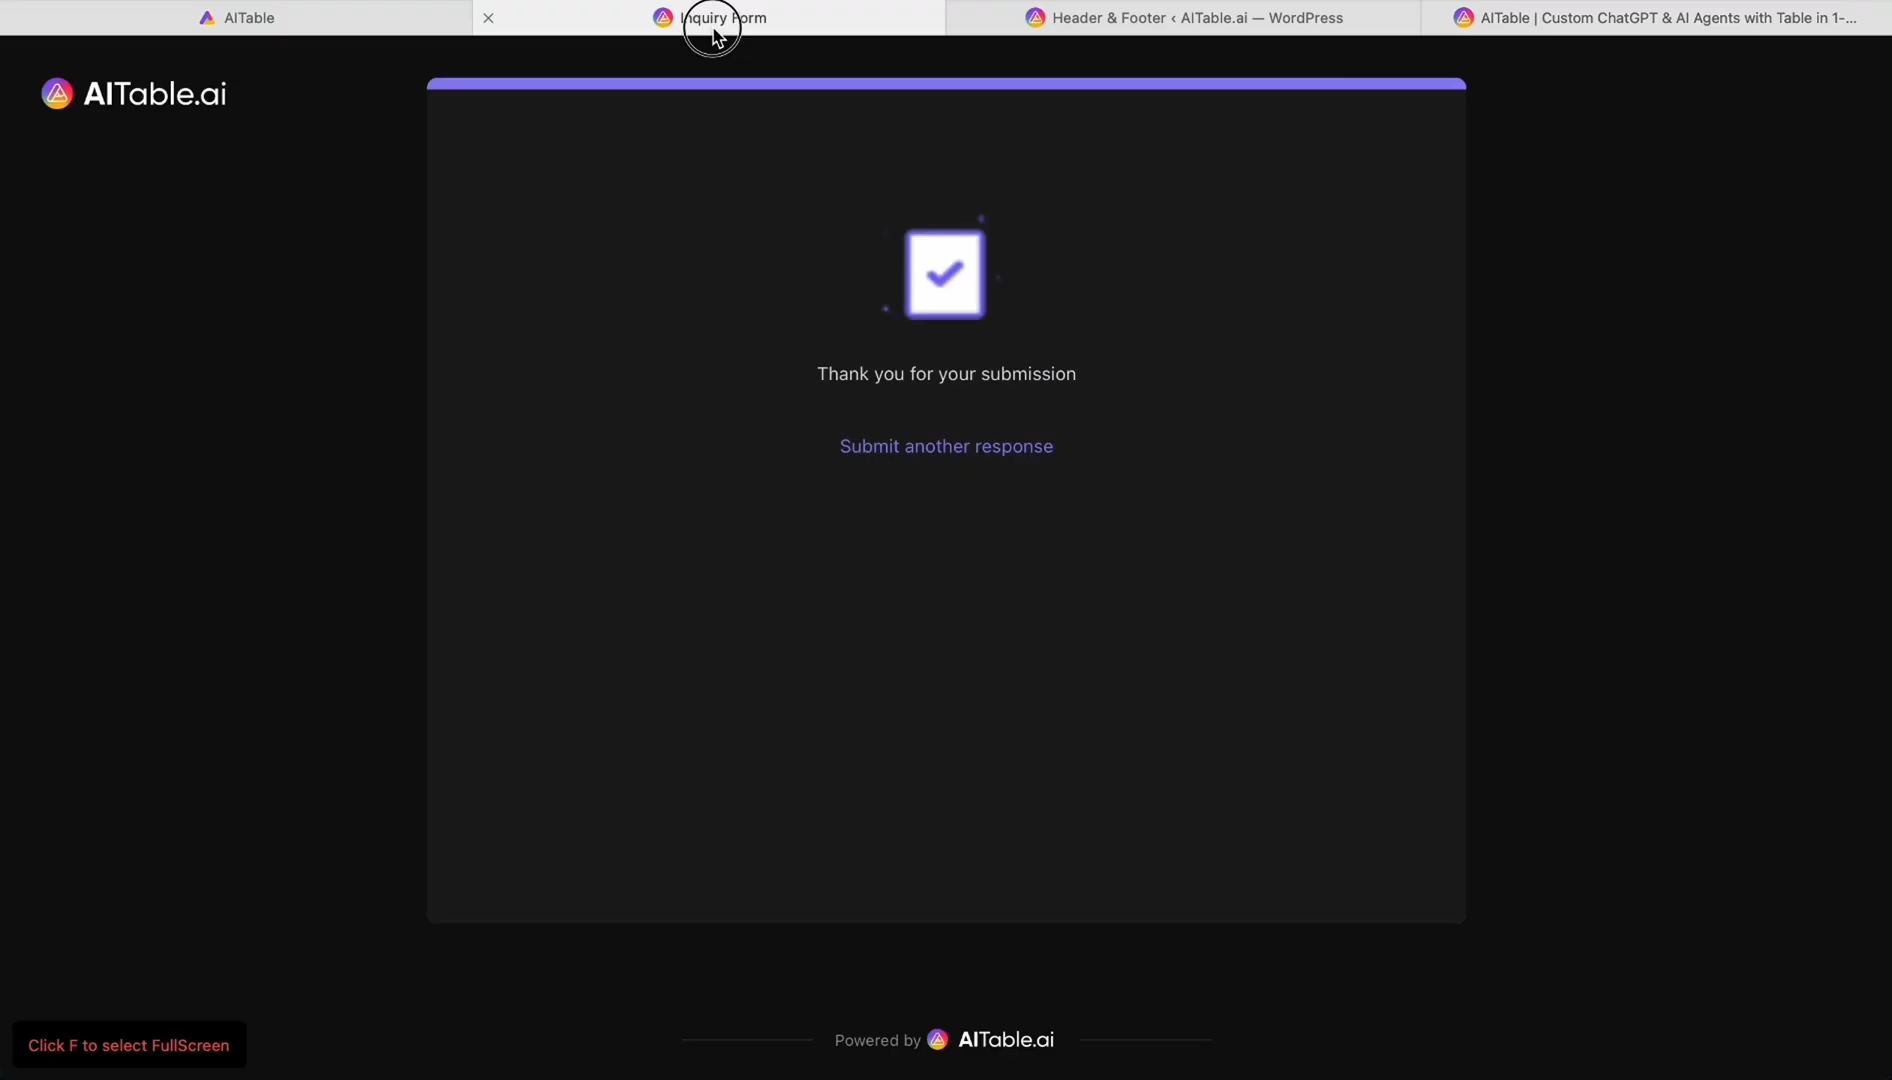 AITable
Inquiry Form
Header & Footer ‹ AITable.ai — WordPress
AITable | Custom ChatGPT & AI Agents with Table in 1-...
AITable.ai
Thank you for your submission
Submit another response
Click F to select FullScreen
Powered by AITable.ai